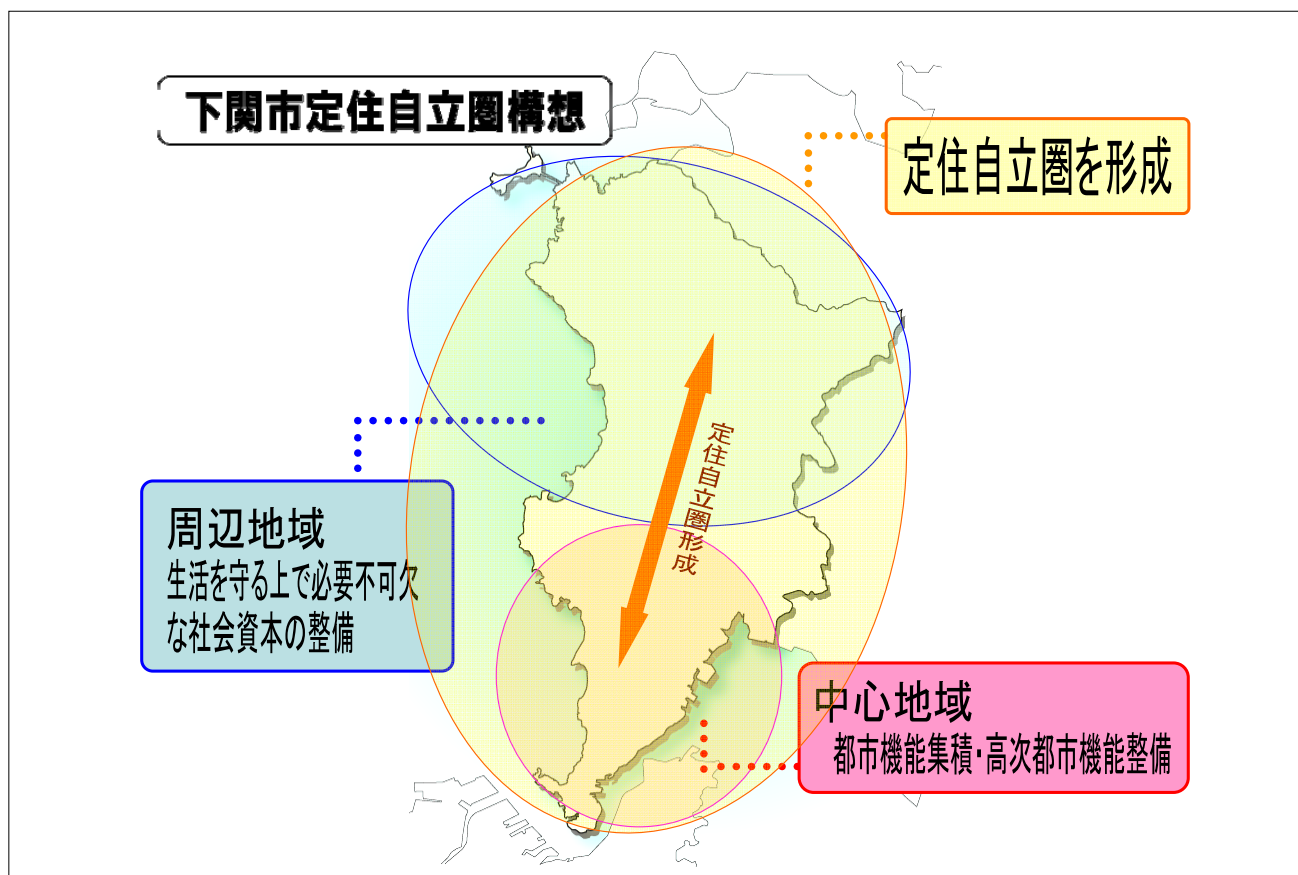 下関市定住自立圏構想
定住自立圏を形成
定住自立圏形成
周辺地域
生活を守る上で必要不可欠
な社会資本の整備
中心地域
都市機能集積・高次都市機能整備